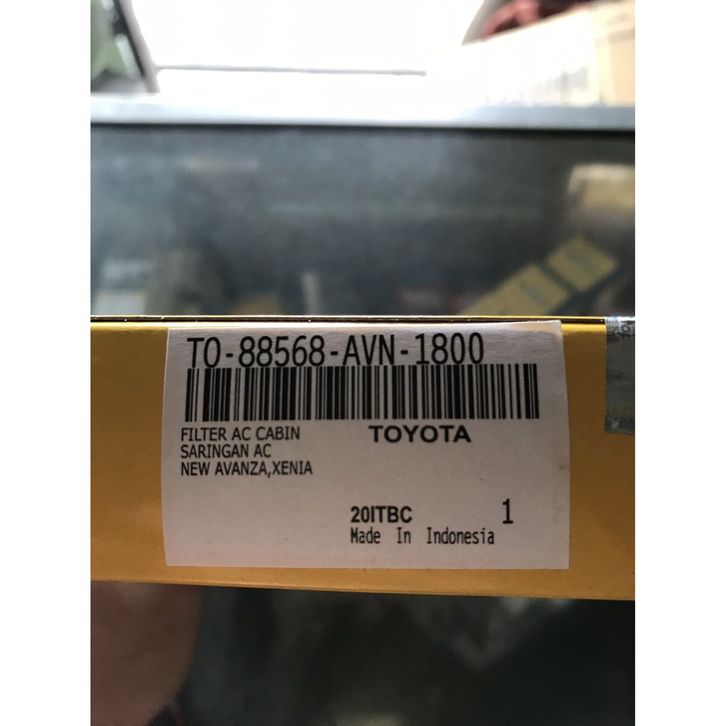 TO-88568-AVN-1800
FILTER AC CABIN
TOYOTA
SARINGAN AC
NEW AVANZA,XENIA
20ITBC
1
Made In Indonesia